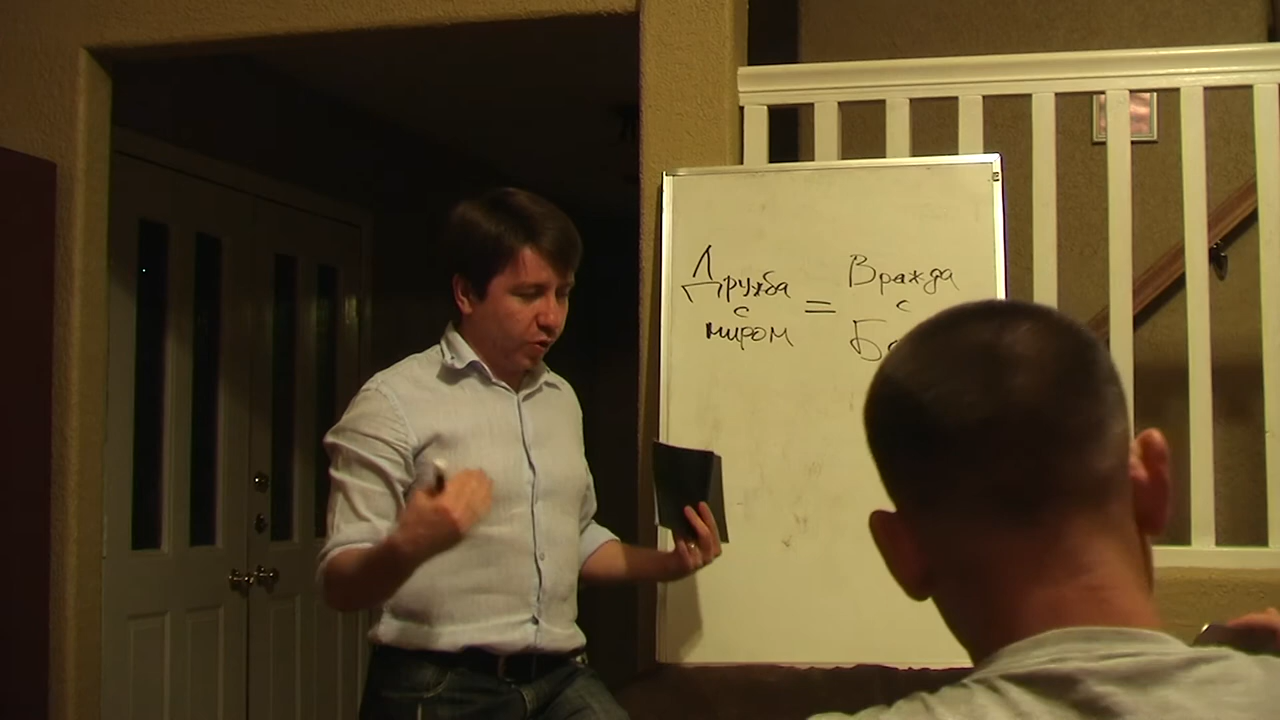 Дружба
с
миром
=
Вражда
с